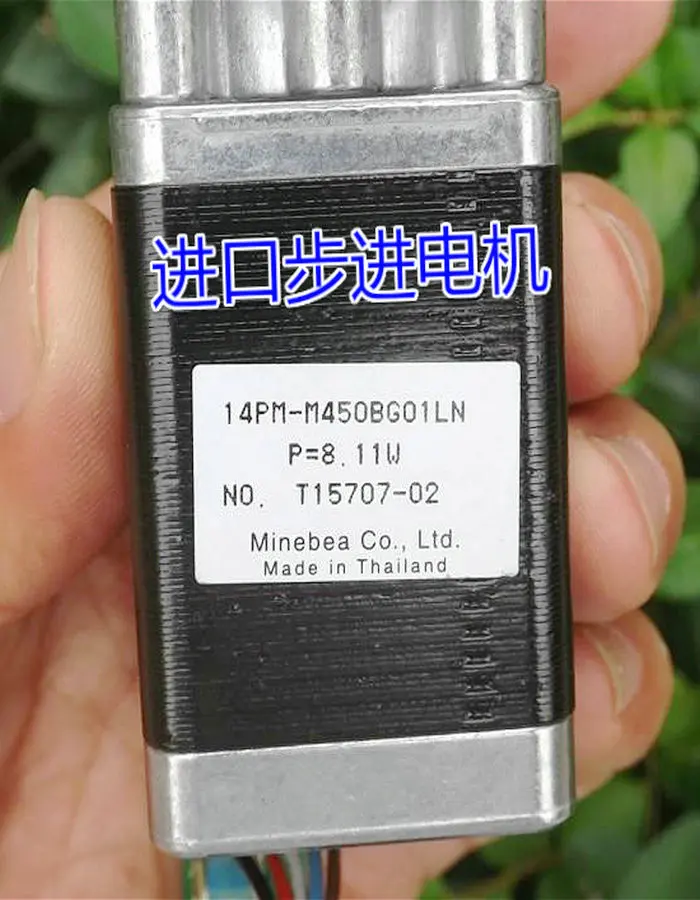 进口步进电机
14PM-M450BG01LN
P=8.11W
NO. T15707-02
Minebea Co., Ltd.
Made in Thailand